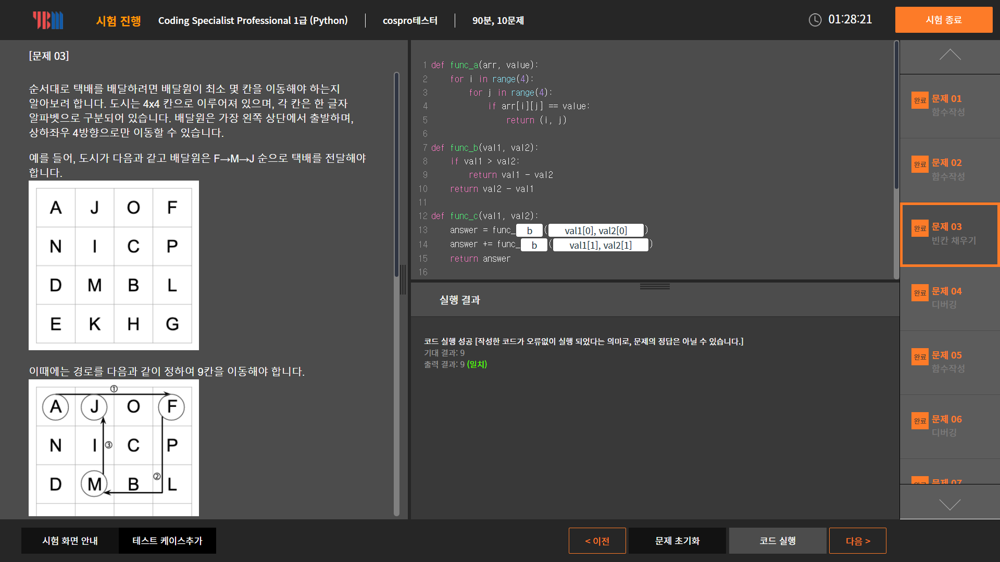 YBM
시험 진행
Coding Specialist Professional 1급 (Python)
cospro테스터
90분, 10문제
01:28:21
시험 종료
[문제 03]
순서대로 택배를 배달하려면 배달원이 최소 몇 칸을 이동해야 하는지
알아보려 합니다. 도시는 4x4 칸으로 이루어져 있으며, 각 칸은 한 글자
알파벳으로 구분되어 있습니다. 배달원은 가장 왼쪽 상단에서 출발하며,
상하좌우 4방향으로만 이동할 수 있습니다.
예를 들어, 도시가 다음과 같고 배달원은 F→M→J 순으로 택배를 전달해야
합니다.
A J O F
N I C P
D M B L
E K H G
이때에는 경로를 다음과 같이 정하여 9칸을 이동해야 합니다.
①
A J O F
N I ③ C P
D M B ② L
1 def func_a(arr, value):
2     for i in range(4):
3         for j in range(4):
4             if arr[i][j] == value:
5                 return (i, j)
6
7 def func_b(val1, val2):
8     if val1 > val2:
9         return val1 - val2
10     return val2 - val1
11
12 def func_c(val1, val2):
13     answer = func_b(val1[0], val2[0])
14     answer += func_b(val1[1], val2[1])
15     return answer
16
실행 결과
코드 실행 성공 [작성한 코드가 오류없이 실행 되었다는 의미로, 문제의 정답은 아닐 수 있습니다.]
기대 결과: 9
출력 결과: 9 (일치)
완료 문제 01
함수작성
완료 문제 02
함수작성
완료 문제 03
빈칸 채우기
완료 문제 04
디버깅
완료 문제 05
함수작성
완료 문제 06
디버깅
완료 문제 07
시험 화면 안내
테스트 케이스추가
< 이전
문제 초기화
코드 실행
다음 >